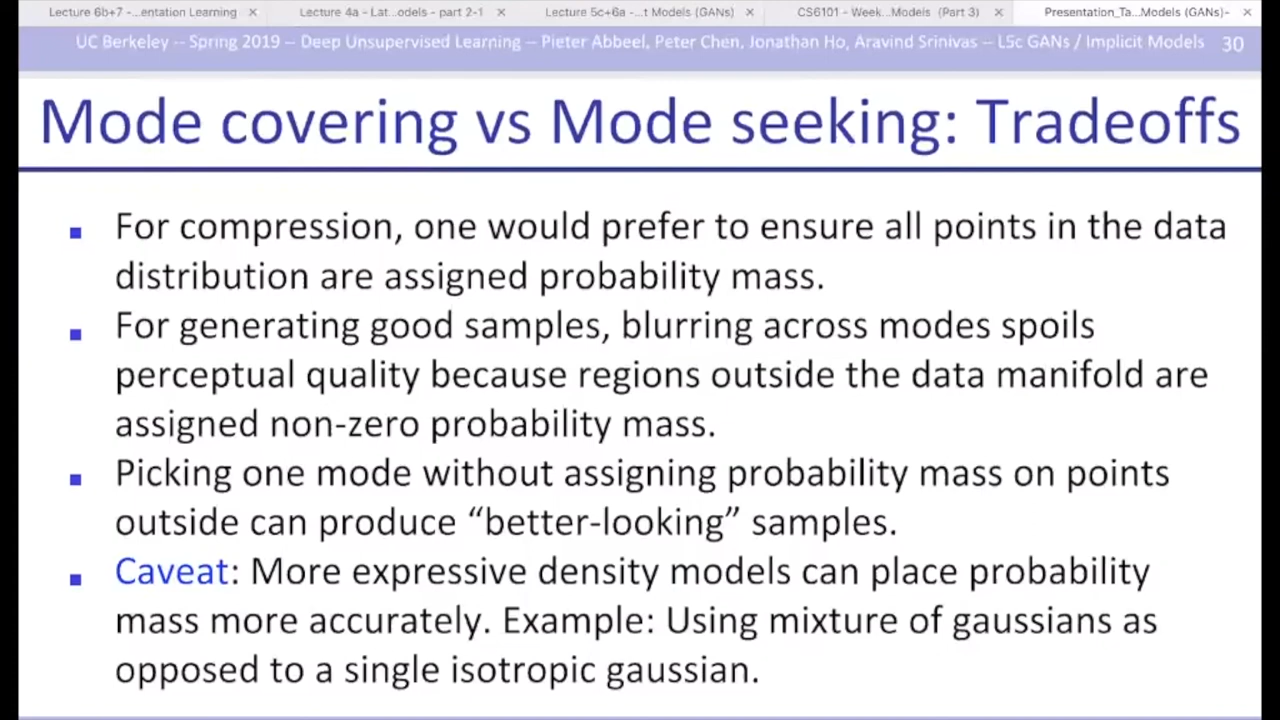 Lecture 6b+7 -...entation Learning
Lecture 4a - Lat...odels - part 2-1
Lecture 5c+6a -...t Models (GANs)
CS6101 - Week...Models (Part 3)
Presentation_Ta...Models (GANs)-
UC Berkeley -- Spring 2019 -- Deep Unsupervised Learning -- Pieter Abbeel, Peter Chen, Jonathan Ho, Aravind Srinivas -- L5c GANs / Implicit Models 30
Mode covering vs Mode seeking: Tradeoffs
For compression, one would prefer to ensure all points in the data
distribution are assigned probability mass.
For generating good samples, blurring across modes spoils
perceptual quality because regions outside the data manifold are
assigned non-zero probability mass.
Picking one mode without assigning probability mass on points
outside can produce “better-looking” samples.
Caveat: More expressive density models can place probability
mass more accurately. Example: Using mixture of gaussians as
opposed to a single isotropic gaussian.